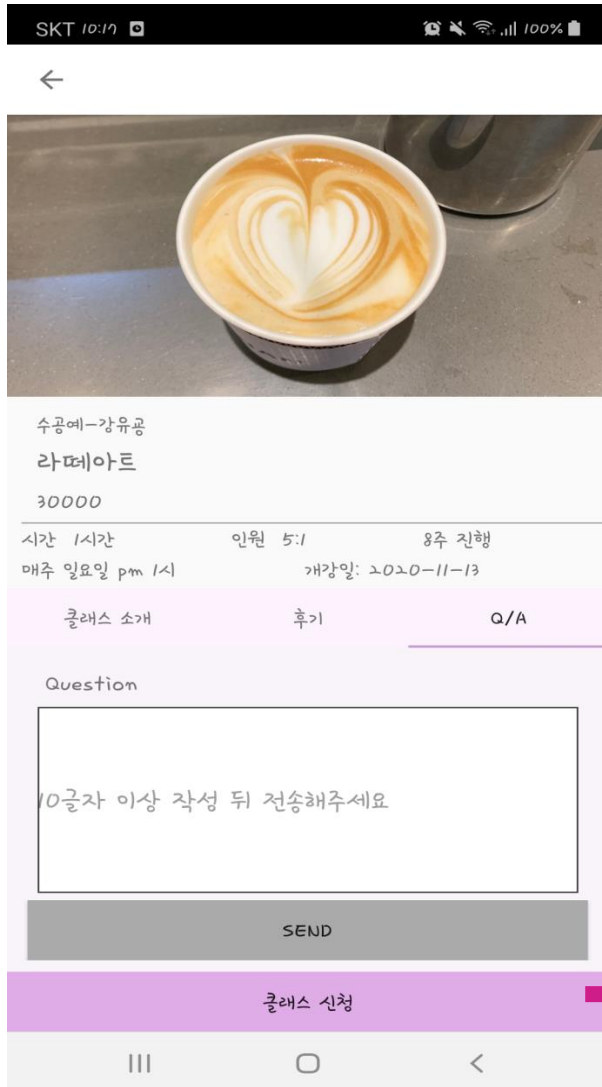 SKT 10:17 100%
수공예-강유공
라떼아트
30000
시간 1시간 인원 5:1 8주 진행
매주 일요일 pm 1시 개강일: 2020-11-13
클래스 소개 후기 Q/A
Question
10글자 이상 작성 뒤 전송해주세요
SEND
클래스 신청